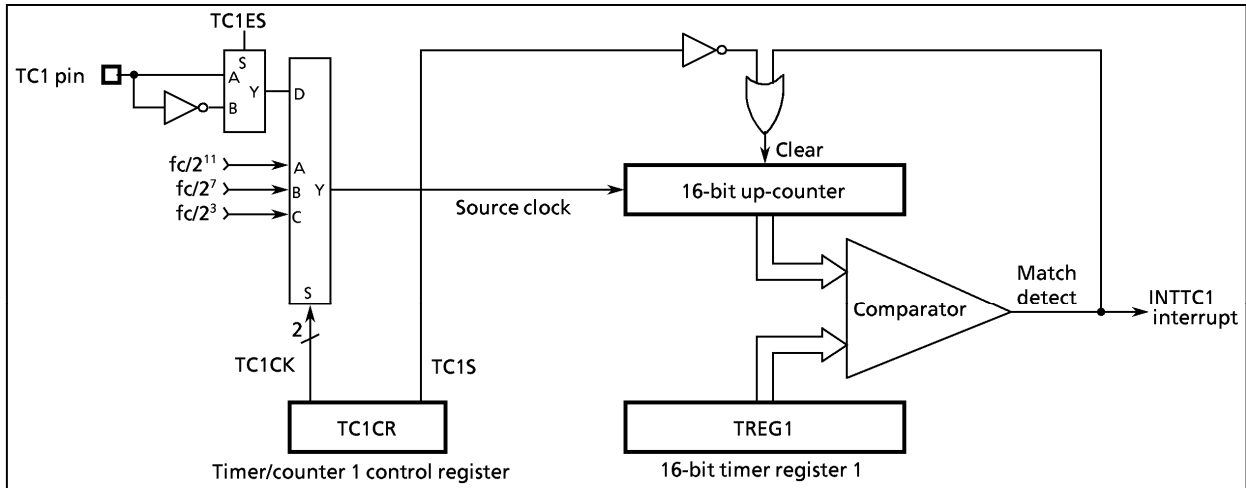 TC1ES
TC1 pin
S
A
Y
B
D
fc/2¹¹
A
fc/2⁷
B
Y
fc/2³
C
S
2
TC1CK
TC1S
Source clock
Clear
16-bit up-counter
Comparator
Match
detect
INTTC1
interrupt
TC1CR
TREG1
Timer/counter 1 control register
16-bit timer register 1